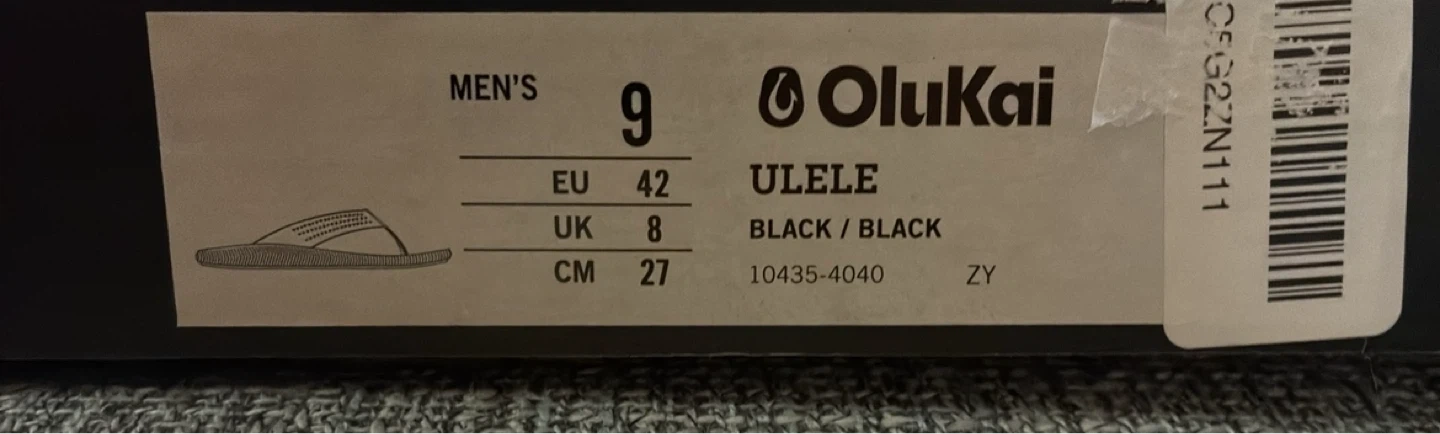 MEN'S 9
EU 42
UK 8
CM 27
OluKai
ULELE
BLACK / BLACK
10435-4040 ZY